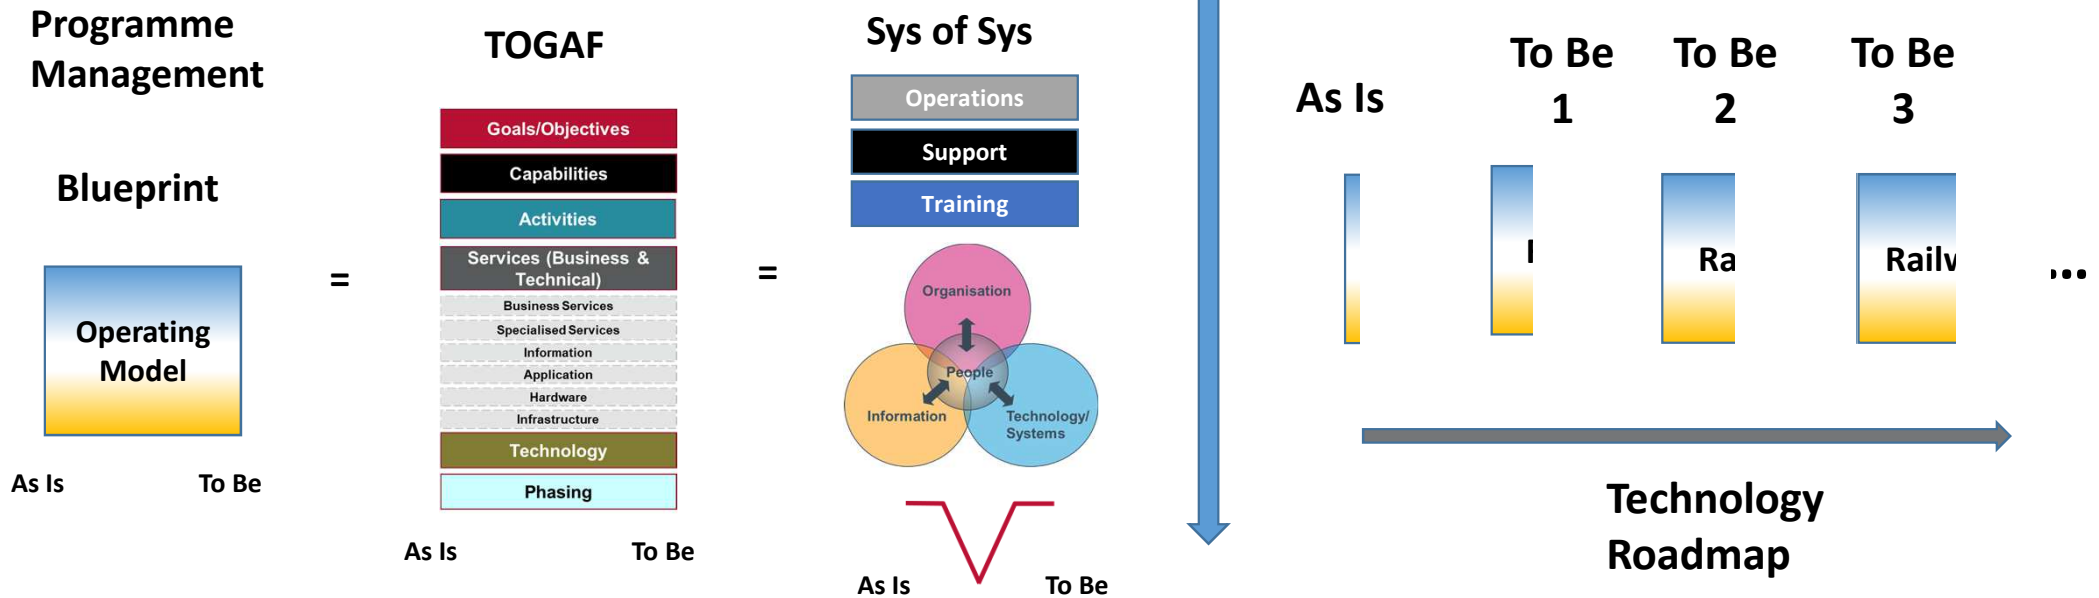 Programme
Management
Blueprint
Operating
Model
As Is
To Be
=
TOGAF
Goals/Objectives
Capabilities
Activities
Services (Business &
Technical)
Business Services
Specialised Services
Information
Application
Hardware
Infrastructure
Technology
Phasing
As Is
To Be
=
Sys of Sys
Operations
Support
Training
Organisation
People
Information
Technology/
Systems
As Is
To Be
As Is
To Be
1
To Be
2
To Be
3
Ra
Rail
...
Technology
Roadmap